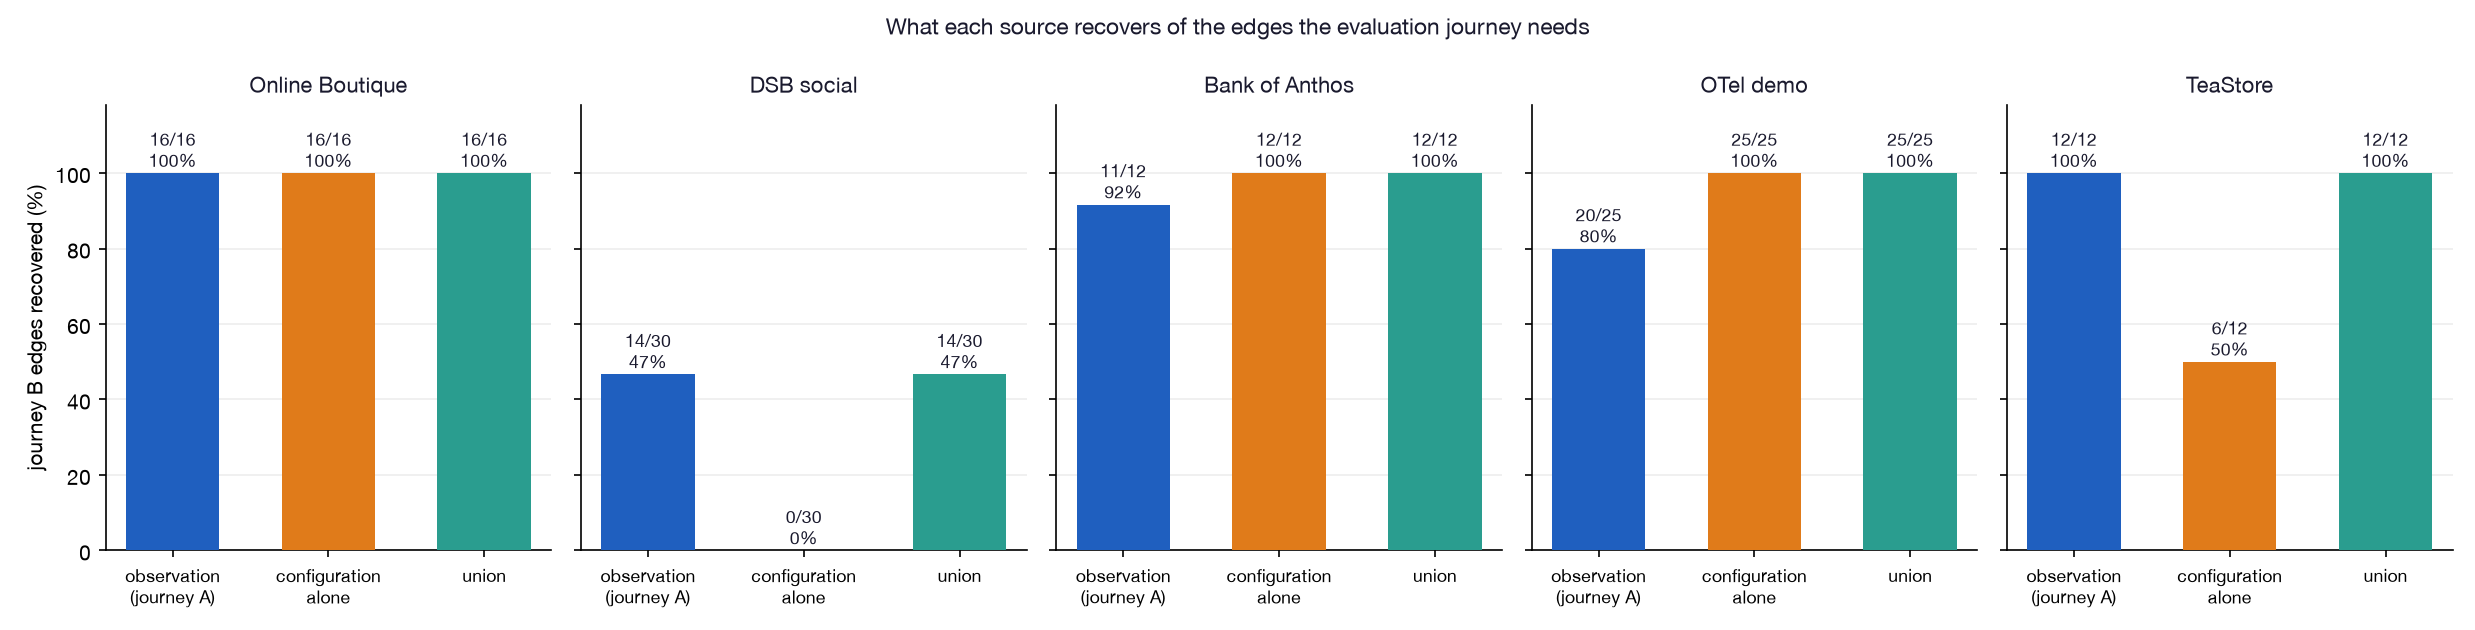 What each source recovers of the edges the evaluation journey needs
Online Boutique
DSB social
Bank of Anthos
OTel demo
TeaStore
journey B edges recovered (%)
100
80
60
40
20
0
16/16
100%
16/16
100%
16/16
100%
observation
(journey A)
configuration
alone
union
14/30
47%
0/30
0%
14/30
47%
observation
(journey A)
configuration
alone
union
11/12
92%
12/12
100%
12/12
100%
observation
(journey A)
configuration
alone
union
20/25
80%
25/25
100%
25/25
100%
observation
(journey A)
configuration
alone
union
12/12
100%
6/12
50%
12/12
100%
observation
(journey A)
configuration
alone
union